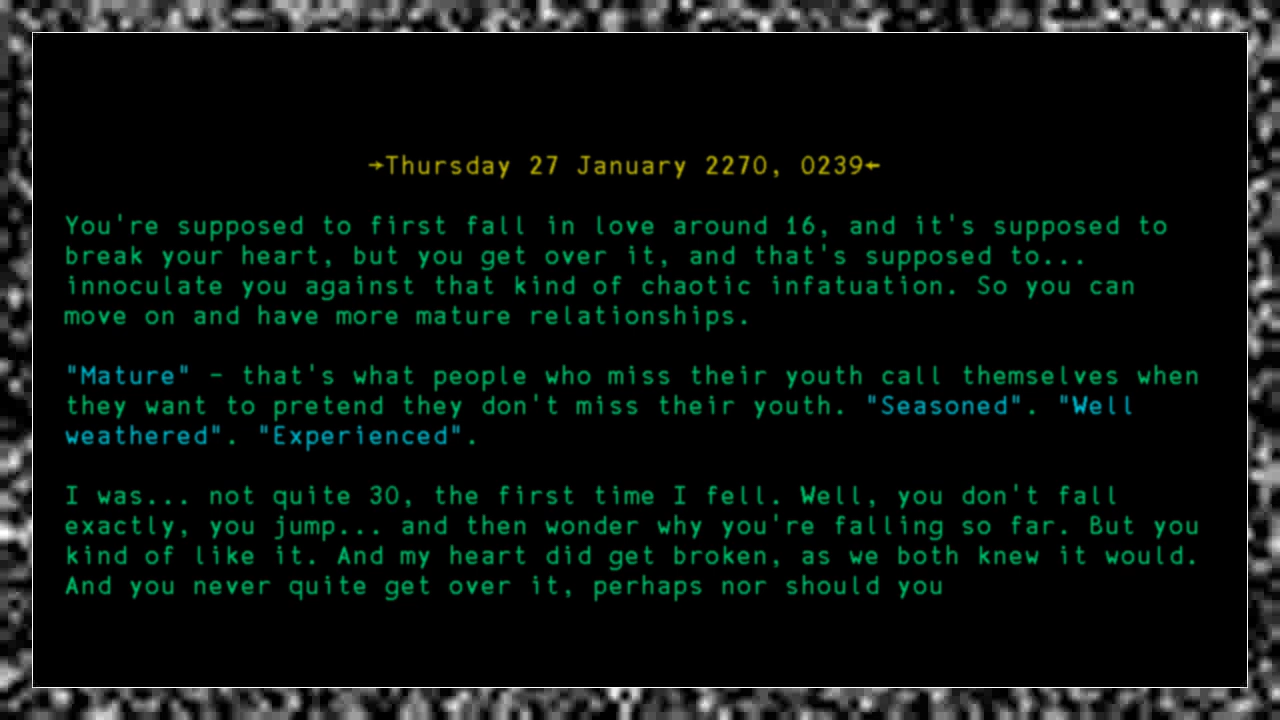 →Thursday 27 January 2270, 0239←
You're supposed to first fall in love around 16, and it's supposed to
break your heart, but you get over it, and that's supposed to...
innoculate you against that kind of chaotic infatuation. So you can
move on and have more mature relationships.
"Mature" - that's what people who miss their youth call themselves when
they want to pretend they don't miss their youth. "Seasoned". "Well
weathered". "Experienced".
I was... not quite 30, the first time I fell. Well, you don't fall
exactly, you jump... and then wonder why you're falling so far. But you
kind of like it. And my heart did get broken, as we both knew it would.
And you never quite get over it, perhaps nor should you